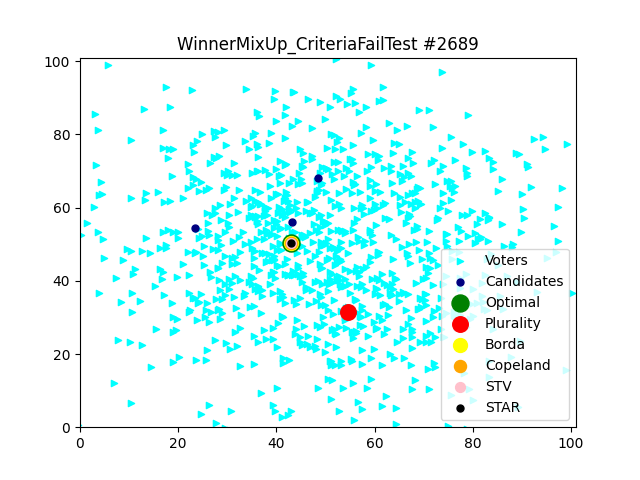 WinnerMixUp_CriteriaFailTest #2689
100
80
60
40
20
0
0
20
40
60
80
100
Voters
Candidates
Optimal
Plurality
Borda
Copeland
STV
STAR